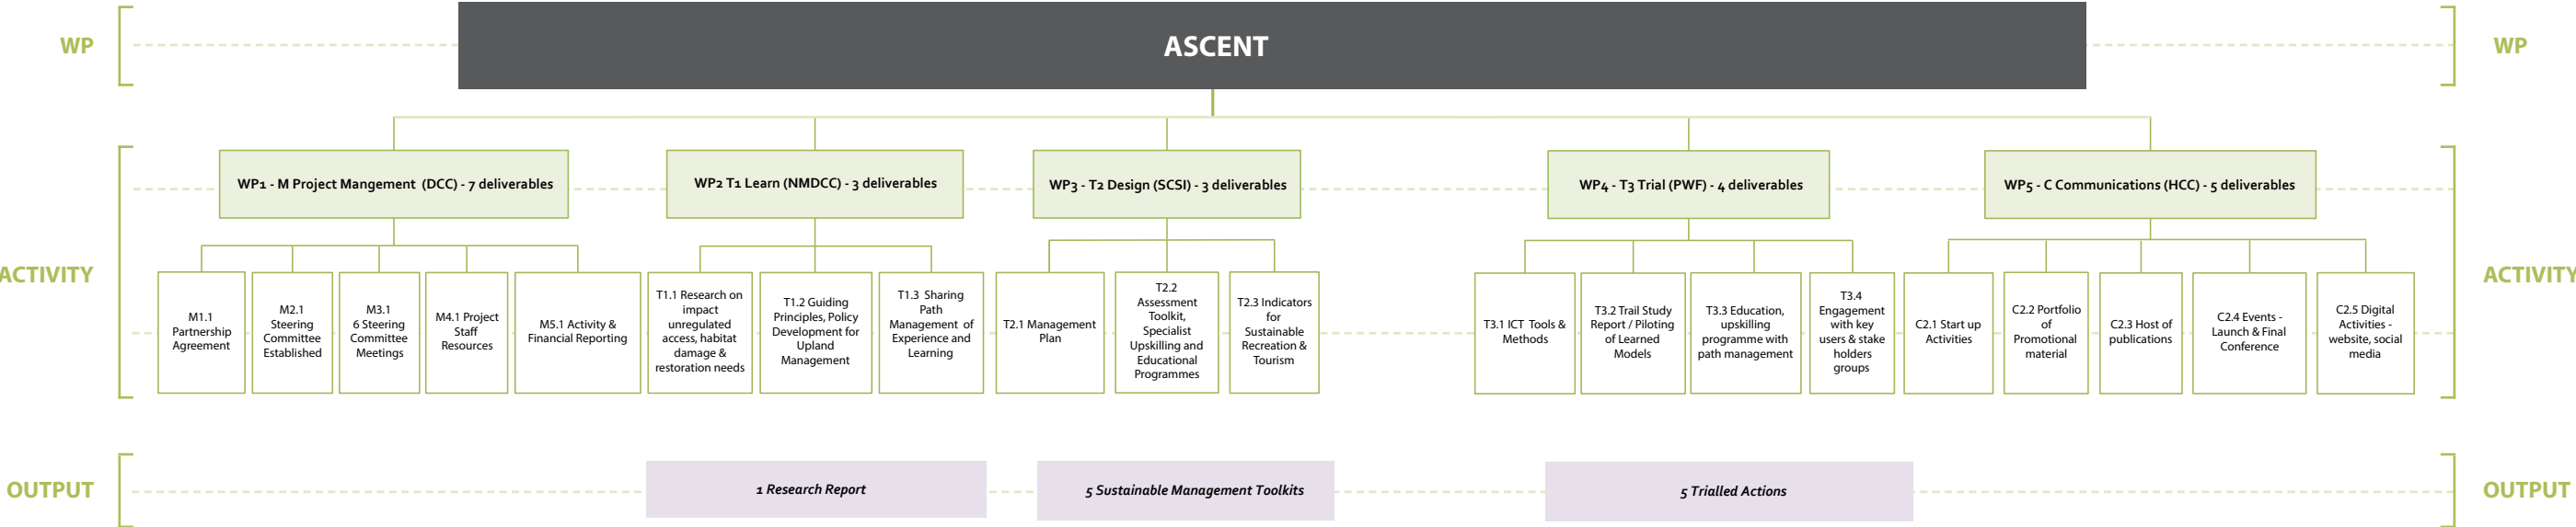 WP
ASCENT
WP
WP1 - M Project Mangement  (DCC) - 7 deliverables
WP2 T1 Learn (NMDCC) - 3 deliverables
WP3 - T2 Design (SCSI) - 3 deliverables
WP4 - T3 Trial (PWF) - 4 deliverables
WP5 - C Communications (HCC) - 5 deliverables
ACTIVITY
M1.1
Partnership
Agreement
M2.1
Steering
Committee
Established
M3.1
6 Steering
Committee
Meetings
M4.1 Project
Staff
Resources
M5.1 Activity &
Financial Reporting
T1.1 Research on
impact
unregulated
access, habitat
damage &
restoration needs
T1.2 Guiding
Principles, Policy
Development for
Upland
Management
T1.3  Sharing
Path
Management  of
Experience and
Learning
T2.1 Management
Plan
T2.2
Assessment
Toolkit,
Specialist
Upskilling and
Educational
Programmes
T2.3 Indicators
for
Sustainable
Recreation &
Tourism
T3.1 ICT  Tools &
Methods
T3.2 Trail Study
Report / Piloting
of Learned
Models
T3.3 Education,
upskilling
programme with
path management
T3.4
Engagement
with key
users & stake
holders
groups
C2.1 Start up
Activities
C2.2 Portfolio
of
Promotional
material
C2.3 Host of
publications
C2.4 Events -
Launch & Final
Conference
C2.5 Digital
Activities -
website, social
media
ACTIVITY
OUTPUT
1 Research Report
5 Sustainable Management Toolkits
5 Trialled Actions
OUTPUT